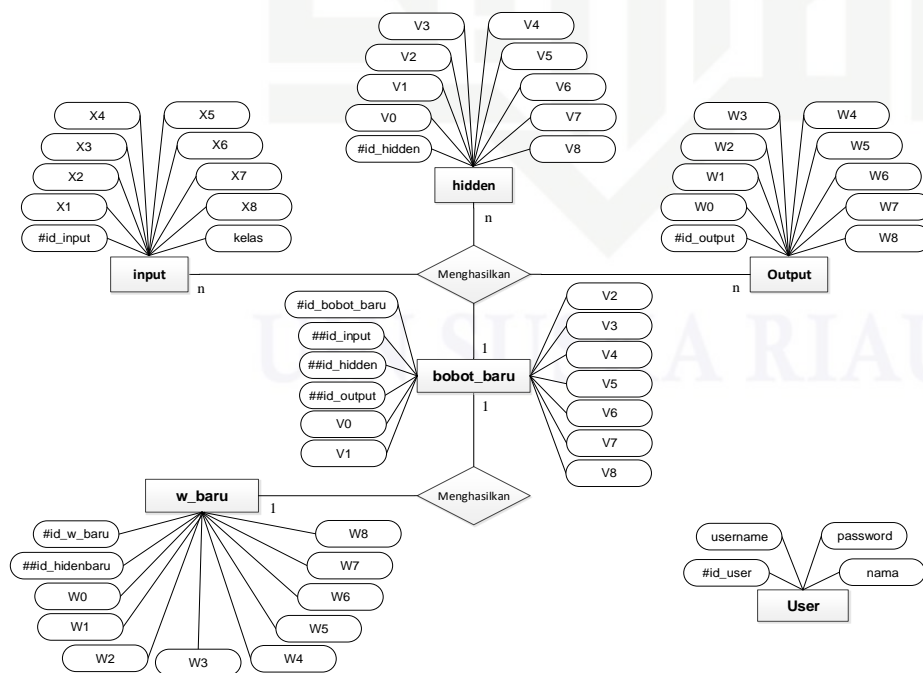 V3
V4
V2
V5
V1
V6
V0
V7
#id_hidden
V8
hidden
n
X4
X5
X3
X6
X2
X7
X1
X8
#id_input
kelas
input
n
W3
W4
W2
W5
W1
W6
W0
W7
#id_output
W8
Output
n
Menghasilkan
1
#id_bobot_baru
##id_input
##id_hidden
##id_output
V0
V1
bobot_baru
V2
V3
V4
V5
V6
V7
V8
1
Menghasilkan
w_baru
1
#id_w_baru
##id_hidenbaru
W0
W1
W2
W3
W4
W5
W6
W7
W8
username
password
#id_user
nama
User
RIAU